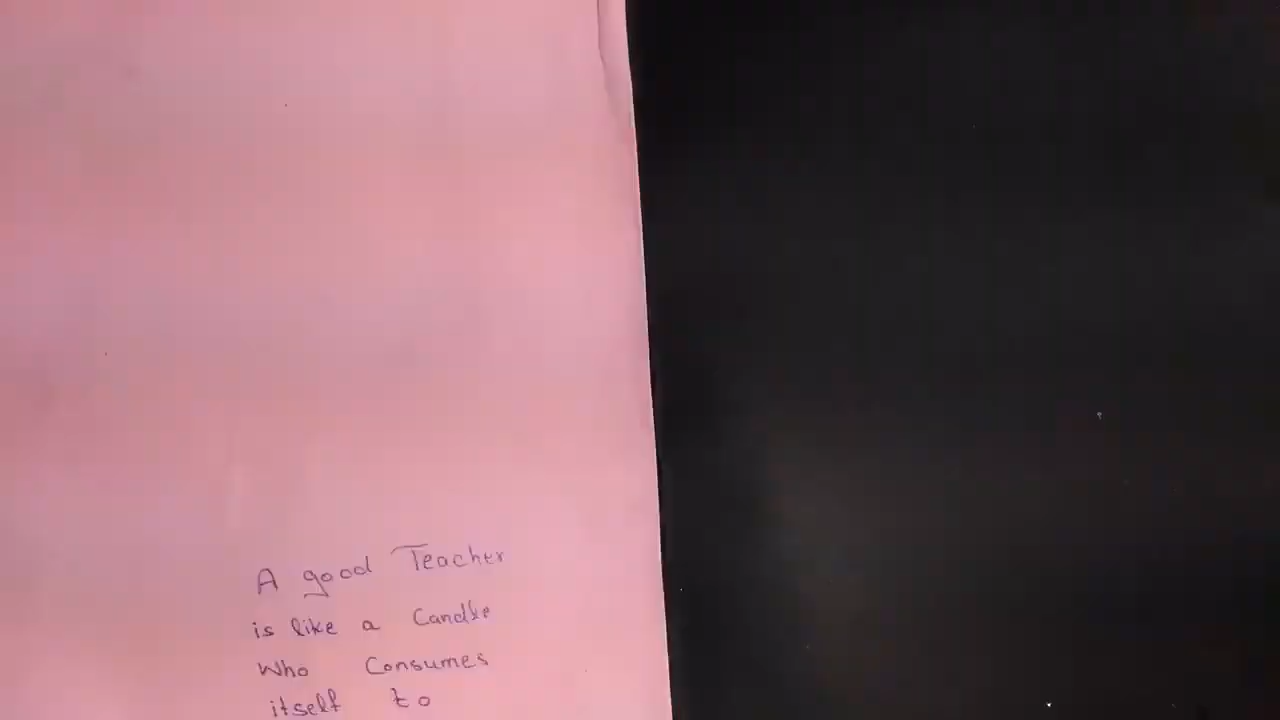 A good Teacher
is like a Candle
Who Consumes
itself to